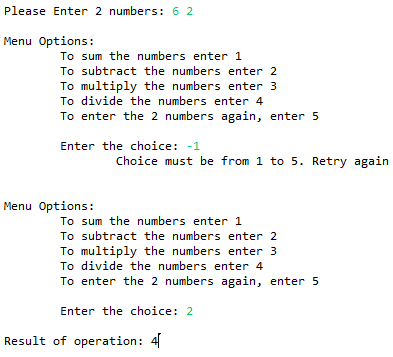 Please Enter 2 numbers: 6 2
Menu Options:
To sum the numbers enter 1
To subtract the numbers enter 2
To multiply the numbers enter 3
To divide the numbers enter 4
To enter the 2 numbers again, enter 5
Enter the choice: -1
Choice must be from 1 to 5. Retry again
Menu Options:
To sum the numbers enter 1
To subtract the numbers enter 2
To multiply the numbers enter 3
To divide the numbers enter 4
To enter the 2 numbers again, enter 5
Enter the choice: 2
Result of operation: 4